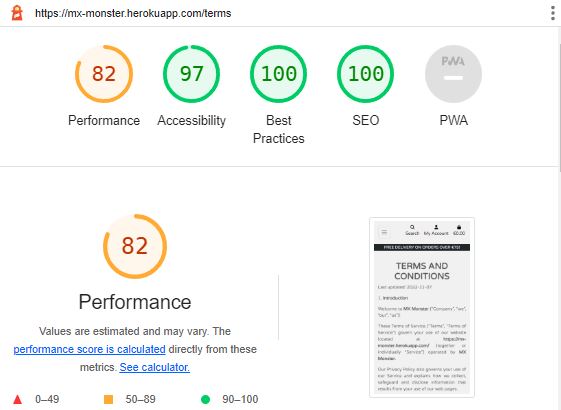 https://mx-monster.herokuapp.com/terms
82
97
100
100
PWA
Performance
Accessibility
Best
Practices
SEO
PWA
82
Performance
Values are estimated and may vary. The
performance score is calculated directly from these
metrics. See calculator.
0–49
50–89
90–100
Search
My Account
€0.00
FREE DELIVERY ON ORDERS OVER €75!
TERMS AND
CONDITIONS
Last updated 2022-11-07
1. Introduction
Welcome to MX Monster ("Company", "we",
"our", "us")!
These Terms of Service ("Terms", "Terms of
Service") govern your use of our website
located at https://mx-
monster.herokuapp.com/ (together or
individually "Service") operated by MX
Monster.
Our Privacy Policy also governs your use of
our Service and explains how we collect,
safeguard and disclose information that
results from your use of our web pages.